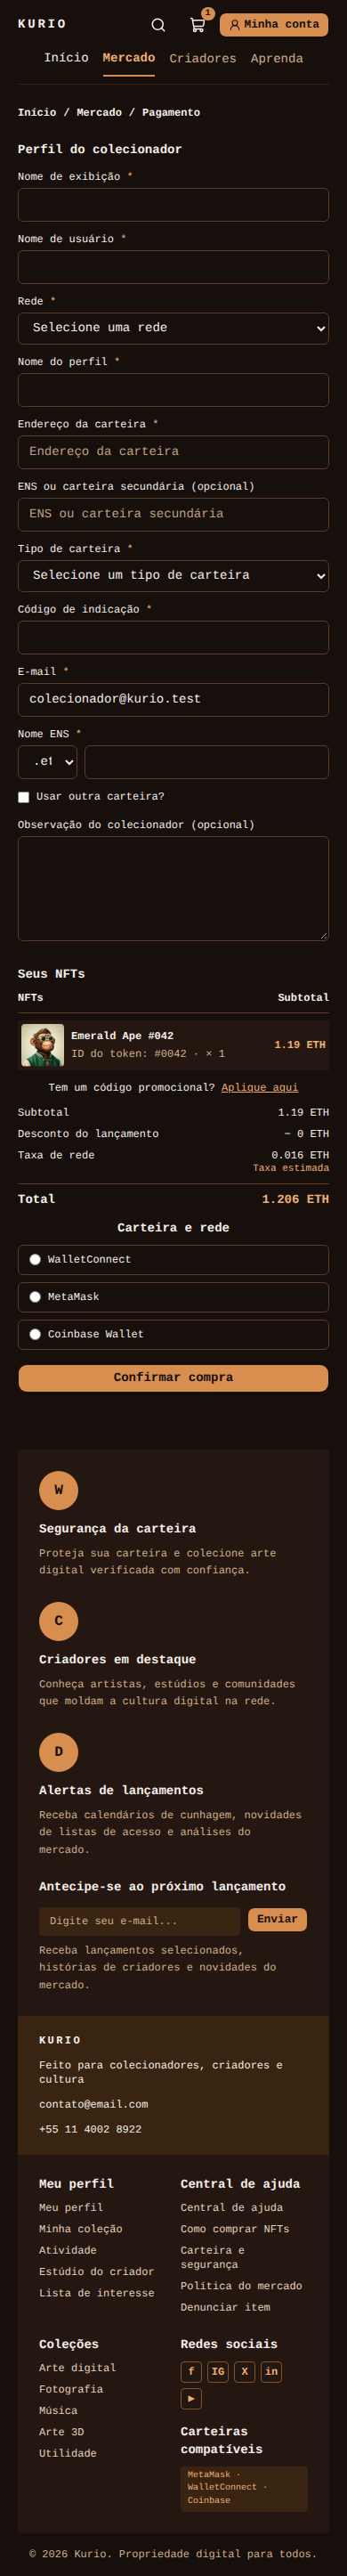 KURIO
1
Minha conta
Início Mercado Criadores Aprenda
Início / Mercado / Pagamento
Perfil do colecionador
Nome de exibição *
Nome de usuário *
Rede *
Selecione uma rede
Nome do perfil *
Endereço da carteira *
Endereço da carteira
ENS ou carteira secundária (opcional)
ENS ou carteira secundária
Tipo de carteira *
Selecione um tipo de carteira
Código de indicação *
E-mail *
colecionador@kurio.test
Nome ENS *
.et
Usar outra carteira?
Observação do colecionador (opcional)
Seus NFTs
NFTs Subtotal
Emerald Ape #042
ID do token: #0042 · × 1
1.19 ETH
Tem um código promocional? Aplique aqui
Subtotal 1.19 ETH
Desconto do lançamento − 0 ETH
Taxa de rede 0.016 ETH
Taxa estimada
Total 1.206 ETH
Carteira e rede
WalletConnect
MetaMask
Coinbase Wallet
Confirmar compra
W
Segurança da carteira
Proteja sua carteira e colecione arte
digital verificada com confiança.
C
Criadores em destaque
Conheça artistas, estúdios e comunidades
que moldam a cultura digital na rede.
D
Alertas de lançamentos
Receba calendários de cunhagem, novidades
de listas de acesso e análises do
mercado.
Antecipe-se ao próximo lançamento
Digite seu e-mail... Enviar
Receba lançamentos selecionados,
histórias de criadores e novidades do
mercado.
KURIO
Feito para colecionadores, criadores e
cultura
contato@email.com
+55 11 4002 8922
Meu perfil
Meu perfil
Minha coleção
Atividade
Estúdio do criador
Lista de interesse
Central de ajuda
Central de ajuda
Como comprar NFTs
Carteira e
segurança
Política do mercado
Denunciar item
Coleções
Arte digital
Fotografia
Música
Arte 3D
Utilidade
Redes sociais
f IG X in
▶
Carteiras
compatíveis
MetaMask ·
WalletConnect ·
Coinbase
© 2026 Kurio. Propriedade digital para todos.